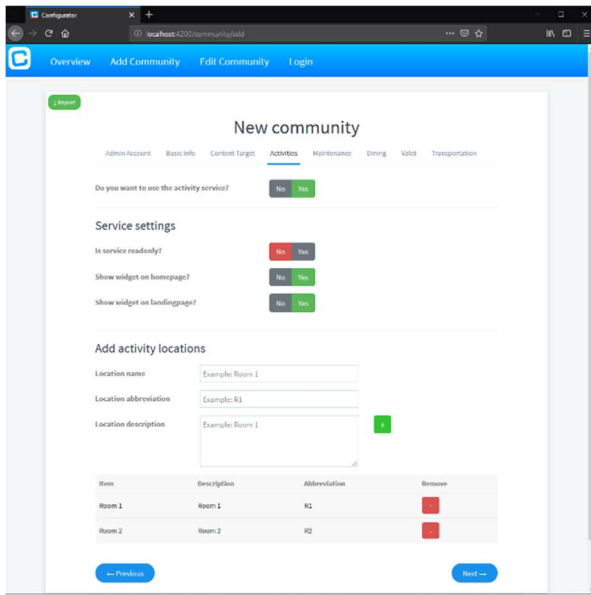 Configurator
localhost:4200/community/add
Overview Add Community Edit Community Login
Import
New community
Admin Account Basic Info Content Target Activities Maintenance Dining Valet Transportation
Do you want to use the activity service? No Yes
Service settings
Is service readonly? No Yes
Show widget on homepage? No Yes
Show widget on landingpage? No Yes
Add activity locations
Location name Example: Room 1
Location abbreviation Example: R1
Location description Example: Room 1
Item Description Abbreviation Remove
Room 1 Room 1 R1 -
Room 2 Room 2 R2 -
← Previous Next →